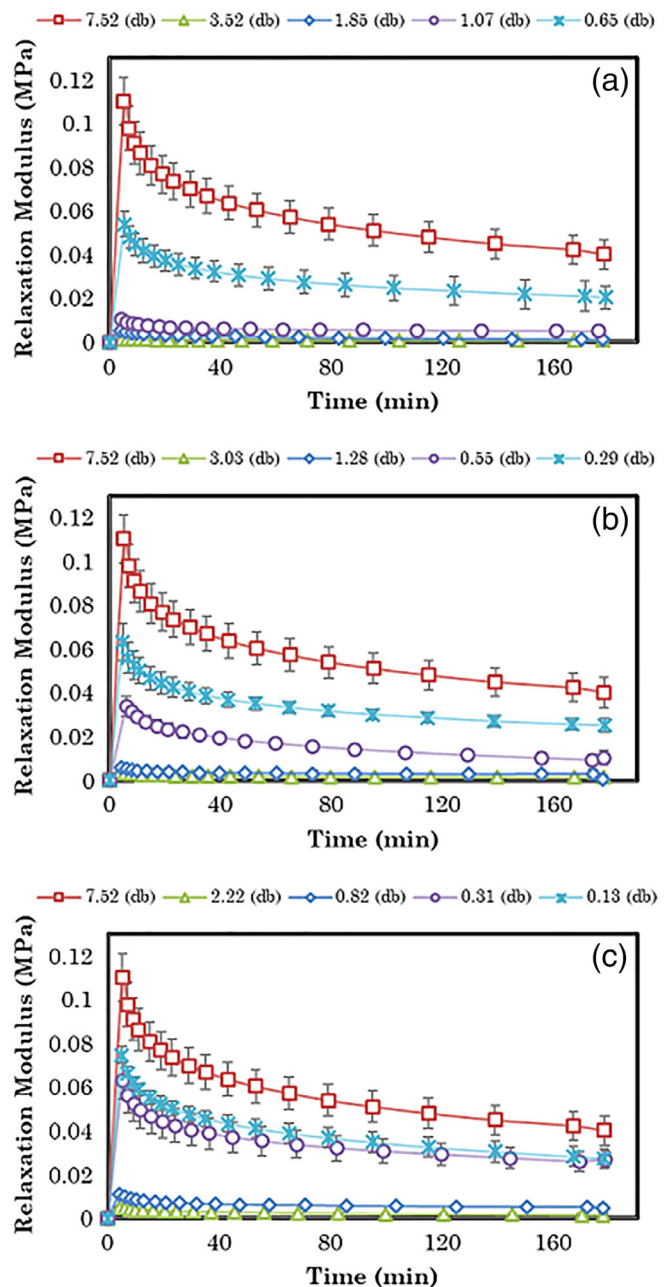 7.52 (db) 3.52 (db) 1.85 (db) 1.07 (db) 0.65 (db)
(a)
Relaxation Modulus (MPa)
0.12
0.1
0.08
0.06
0.04
0.02
0
0 40 80 120 160
Time (min)
7.52 (db) 3.03 (db) 1.28 (db) 0.55 (db) 0.29 (db)
(b)
Relaxation Modulus (MPa)
0.12
0.1
0.08
0.06
0.04
0.02
0
0 40 80 120 160
Time (min)
7.52 (db) 2.22 (db) 0.82 (db) 0.31 (db) 0.13 (db)
(c)
Relaxation Modulus (MPa)
0.12
0.1
0.08
0.06
0.04
0.02
0
0 40 80 120 160
Time (min)